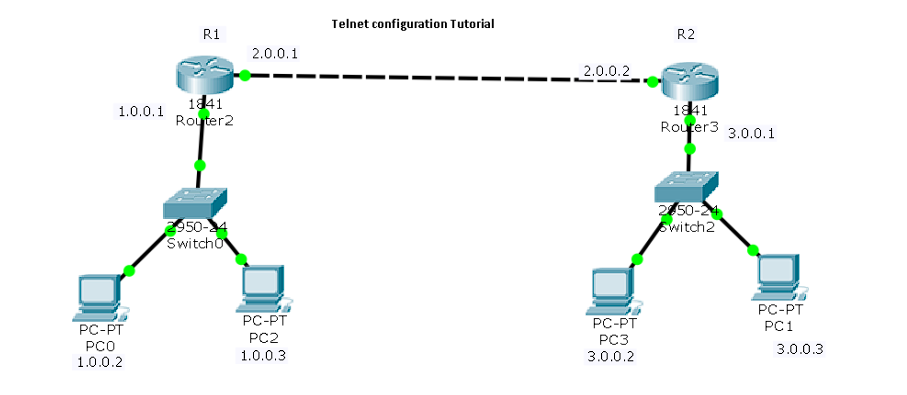 Telnet configuration Tutorial
R1
R2
2.0.0.1
2.0.0.2
1841
Router2
1.0.0.1
1841
Router3
3.0.0.1
2950-24
Switch0
2950-24
Switch2
PC-PT
PC0
1.0.0.2
PC-PT
PC2
1.0.0.3
PC-PT
PC3
3.0.0.2
PC-PT
PC1
3.0.0.3